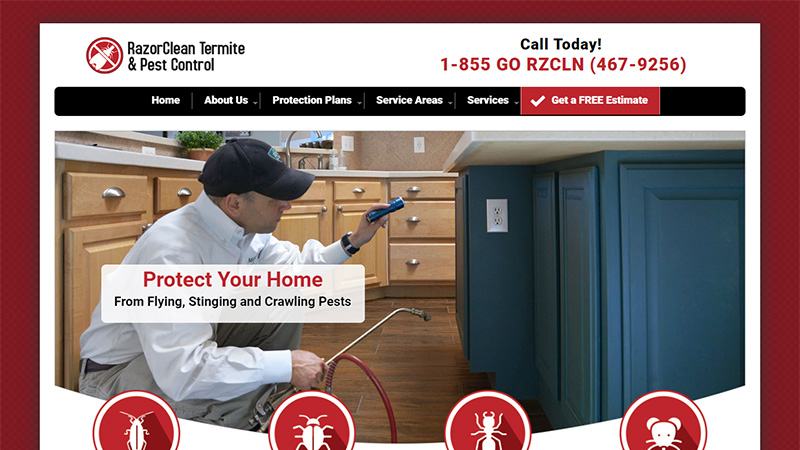 RazorClean Termite
& Pest Control
Call Today!
1-855 GO RZCLN (467-9256)
Home
About Us
Protection Plans
Service Areas
Services
Get a FREE Estimate
Protect Your Home
From Flying, Stinging and Crawling Pests